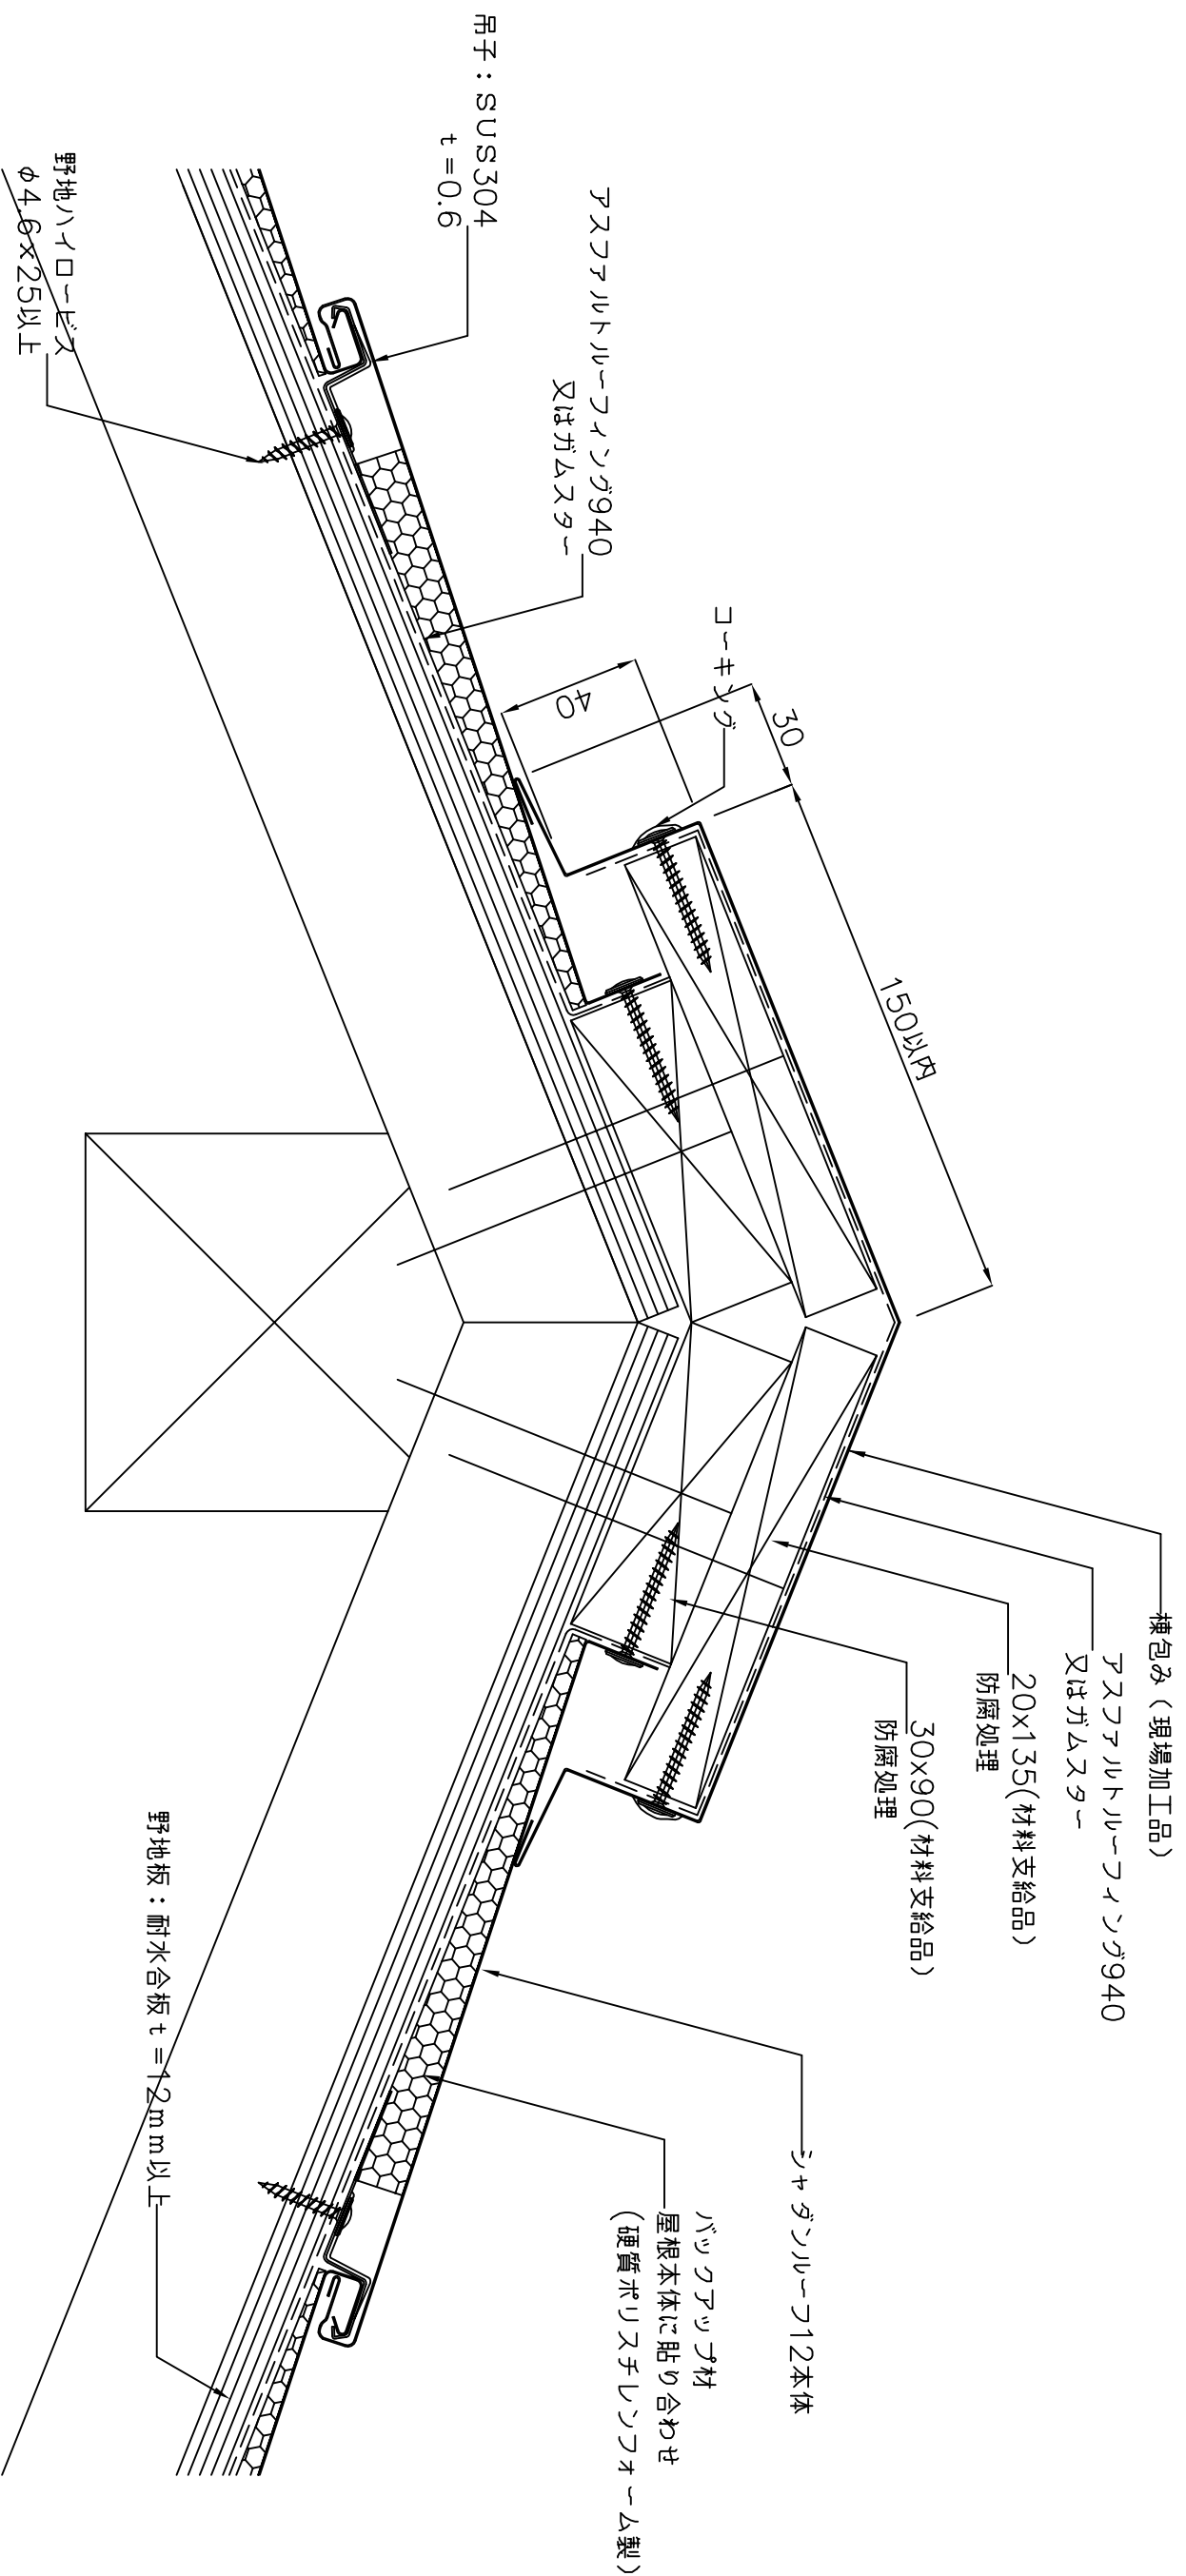 棟包み（現場加工品）
アスファルトルーフィング940
又はガムスター
20x135(材料支給品)
防腐処理
30x90(材料支給品)
防腐処理
シャダンルーフ12本体
バックアップ材
屋根本体に貼り合わせ
(硬質ポリスチレンフォーム製)
野地板：耐水合板ｔ=12mm以上
150以内
30
40
コーキング
アスファルトルーフィング940
又はガムスター
吊子：SUS304
ｔ=0.6
野地ハイロービス
φ4.6×25以上